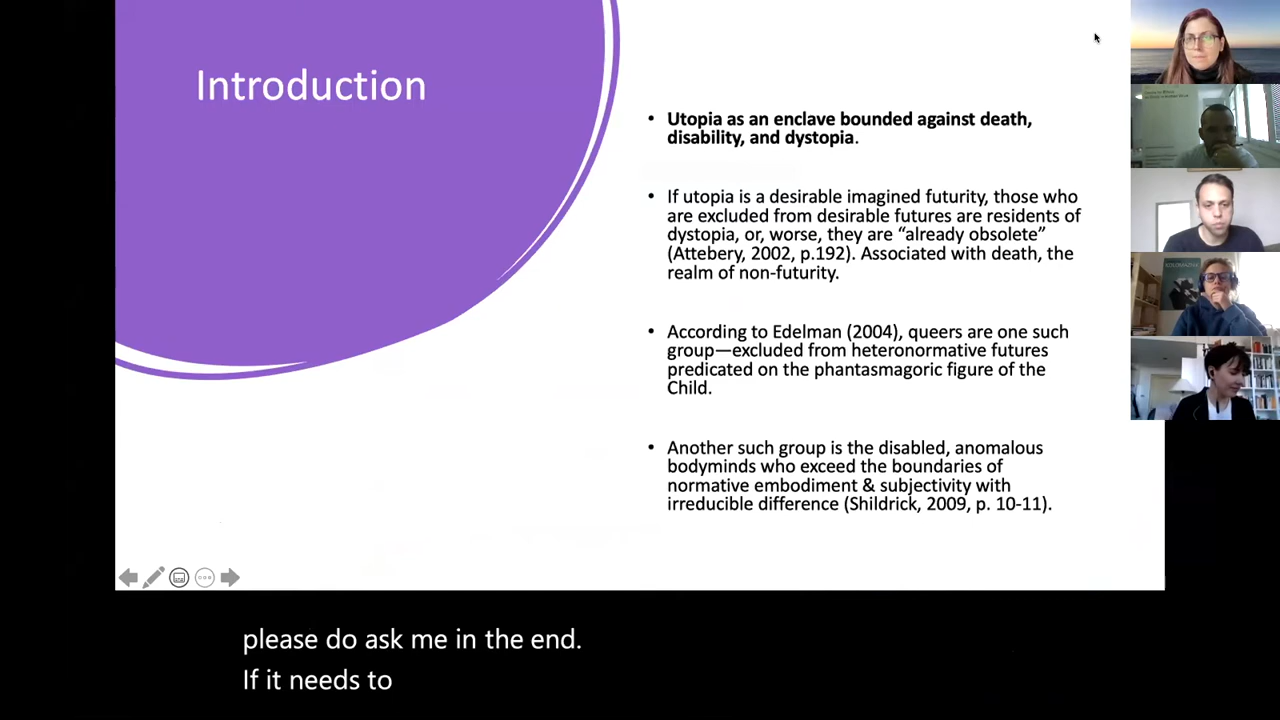 Introduction
• Utopia as an enclave bounded against death,
disability, and dystopia.
• If utopia is a desirable imagined futurity, those who
are excluded from desirable futures are residents of
dystopia, or, worse, they are “already obsolete”
(Attebery, 2002, p.192). Associated with death, the
realm of non-futurity.
• According to Edelman (2004), queers are one such
group—excluded from heteronormative futures
predicated on the phantasmagoric figure of the
Child.
• Another such group is the disabled, anomalous
bodyminds who exceed the boundaries of
normative embodiment & subjectivity with
irreducible difference (Shildrick, 2009, p. 10-11).
please do ask me in the end.
If it needs to